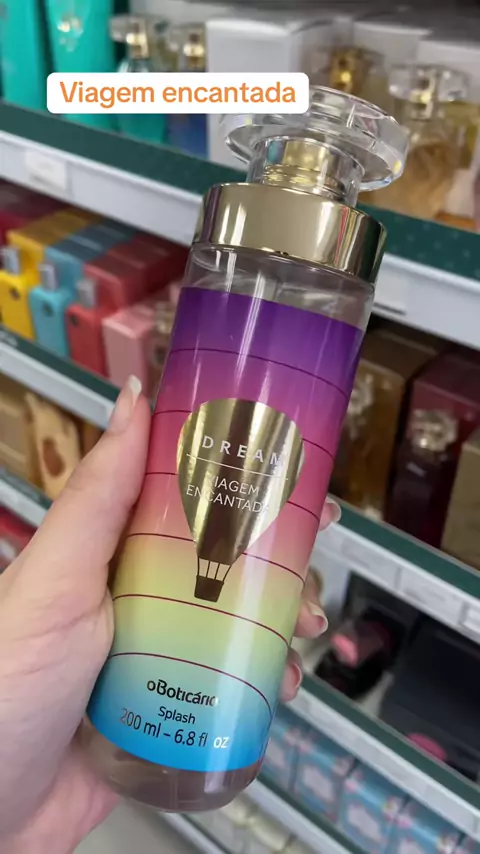 Viagem encantada
DREAM
VIAGEM
ENCANTADA
oBoticário
Splash
200 ml – 6.8 fl oz